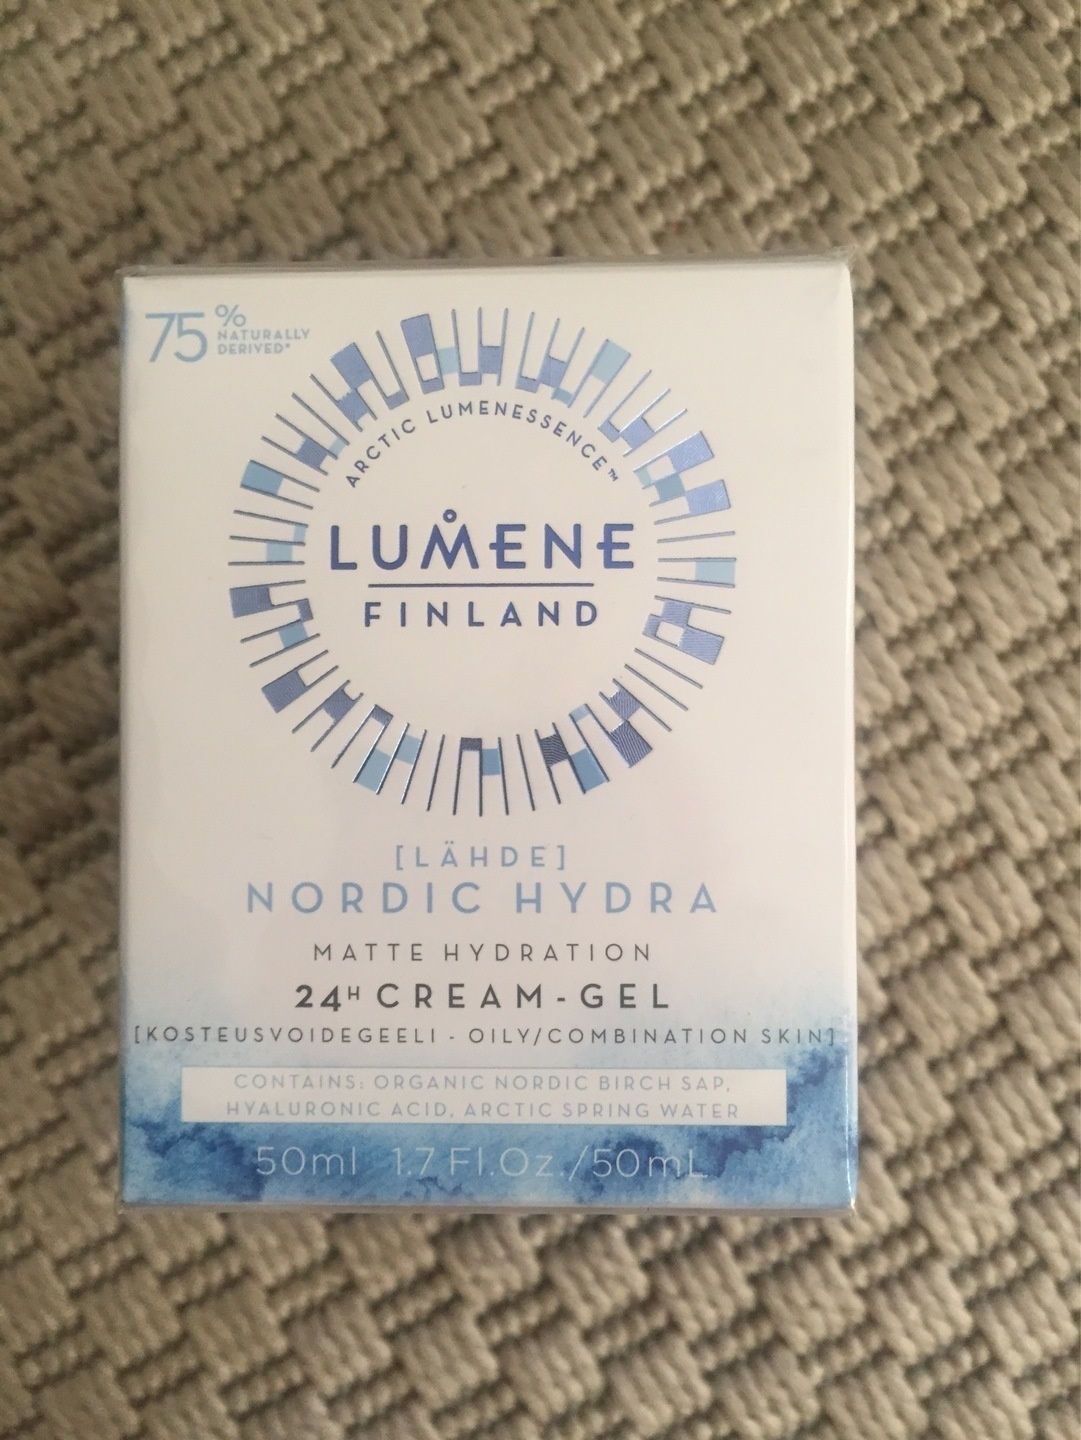 75%
NATURALLY
DERIVED*
ARCTIC LUMENESSENCE™
LUMENE
FINLAND
[LÄHDE]
NORDIC HYDRA
MATTE HYDRATION
24H CREAM-GEL
[KOSTEUSVOIDEGEELI - OILY/COMBINATION SKIN]
CONTAINS: ORGANIC NORDIC BIRCH SAP,
HYALURONIC ACID, ARCTIC SPRING WATER
50ml 1.7 Fl.Oz./50mL